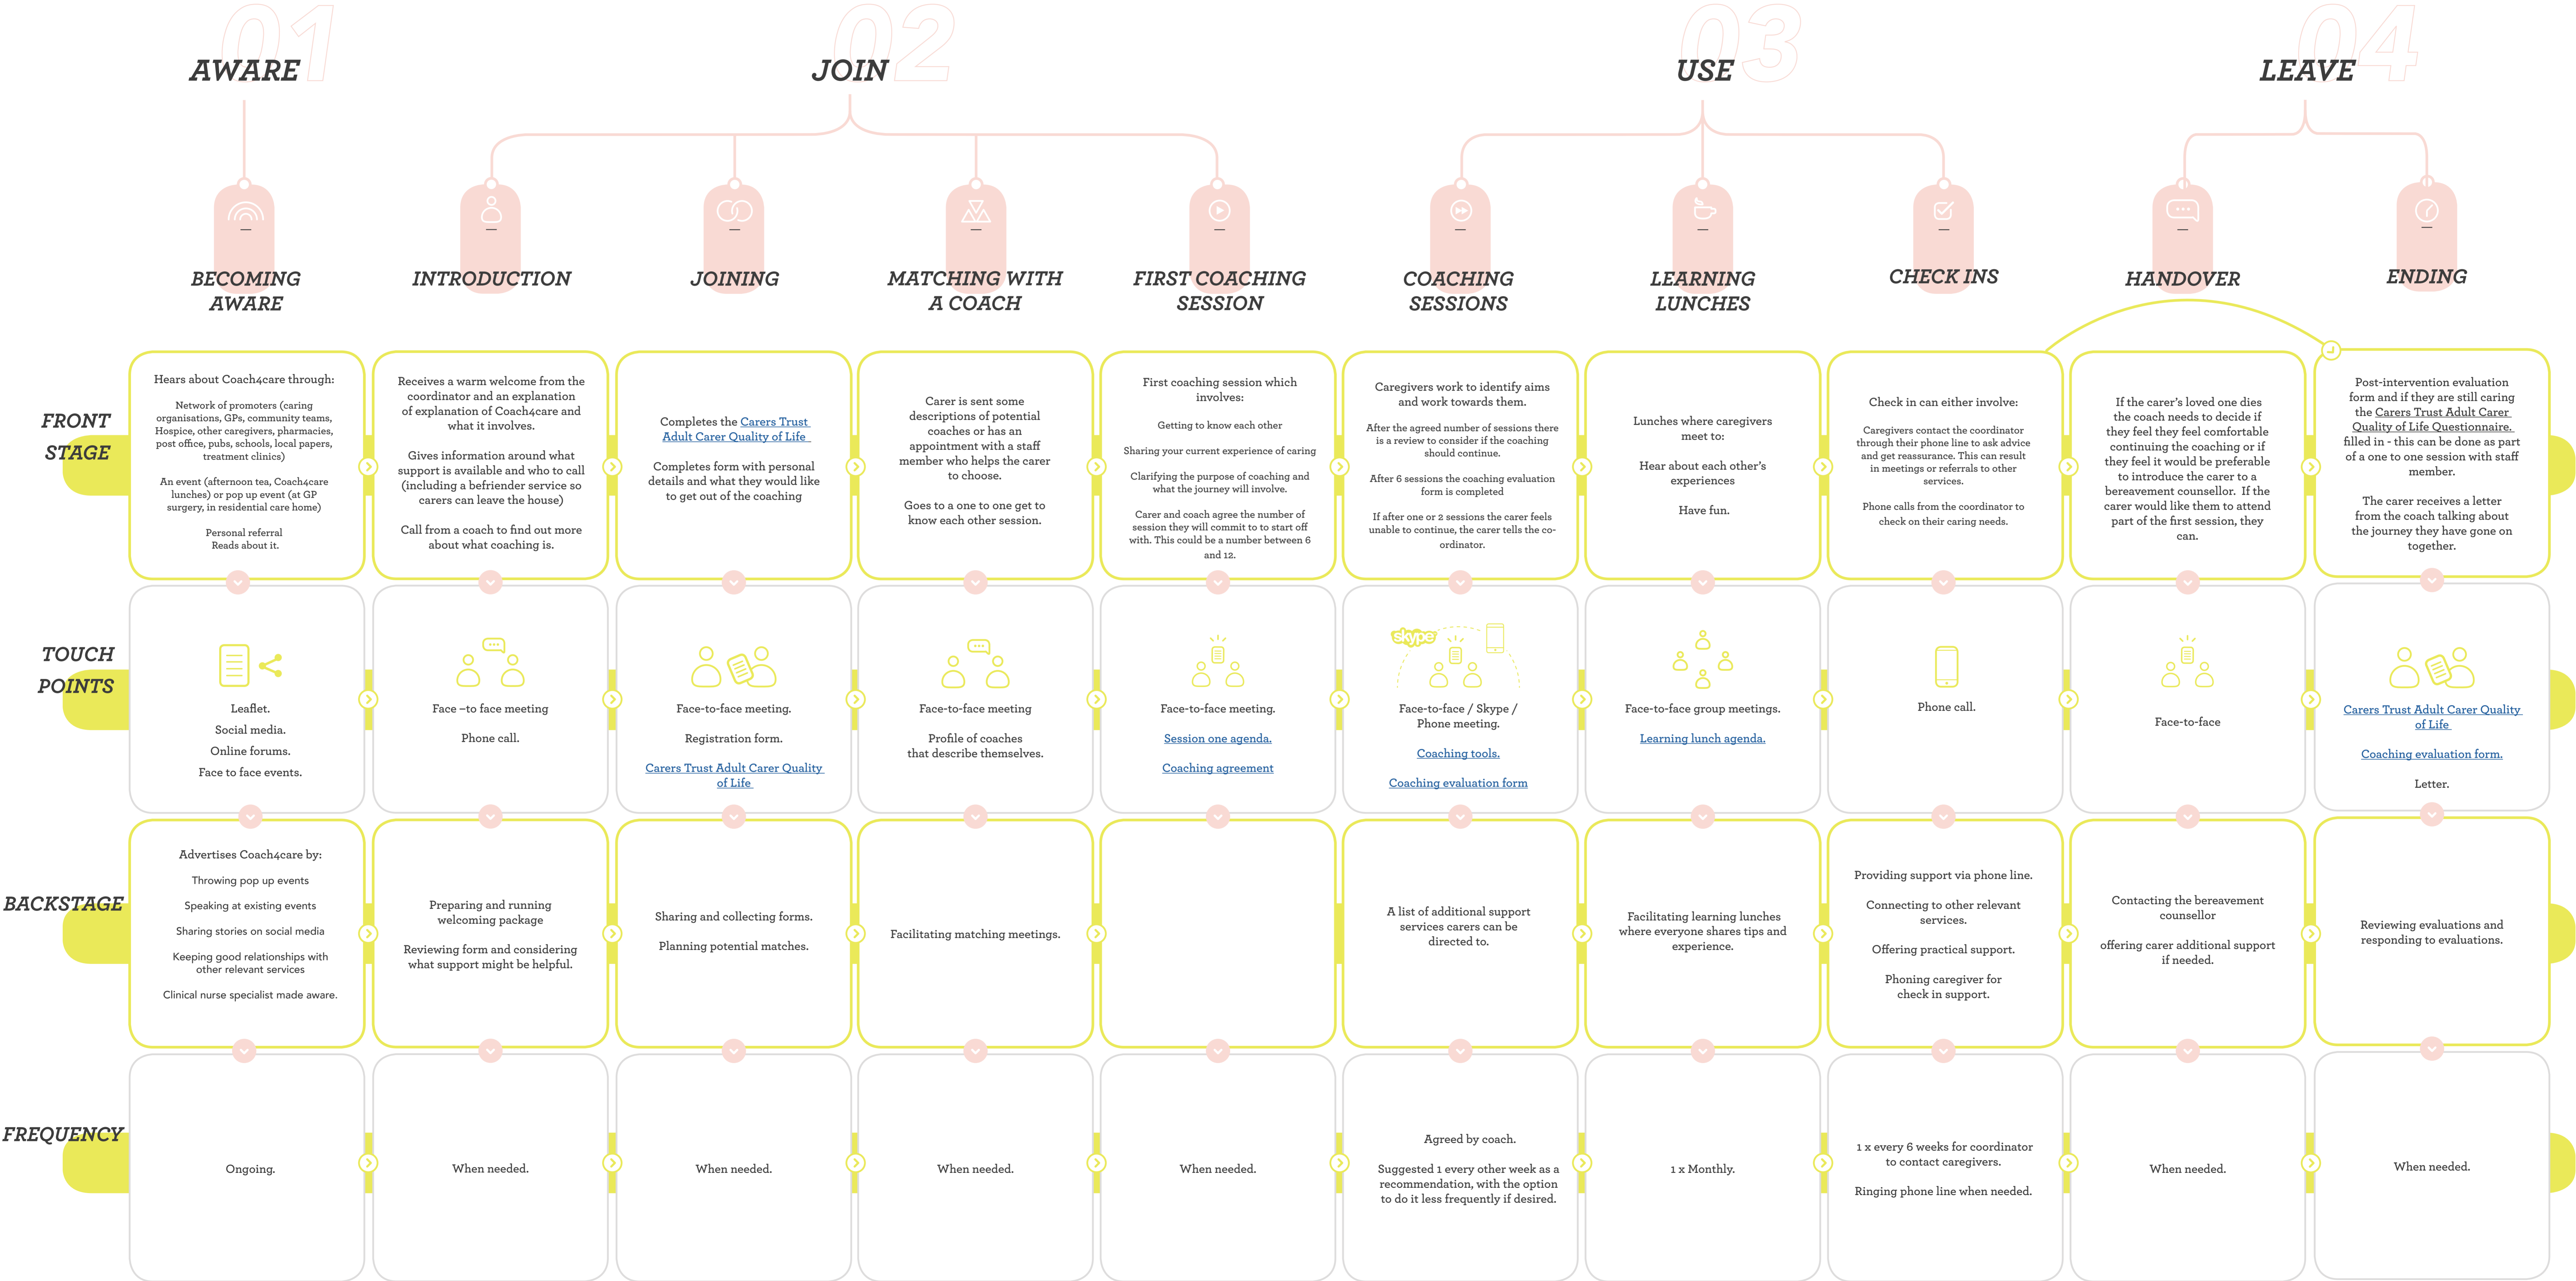 01
AWARE
02
JOIN
03
USE
04
LEAVE
BECOMING
AWARE
INTRODUCTION
JOINING
MATCHING WITH
A COACH
FIRST COACHING
SESSION
COACHING
SESSIONS
LEARNING
LUNCHES
CHECK INS
HANDOVER
ENDING
FRONT
STAGE
Hears about Coach4care through:
Network of promoters (caring
organisations, GPs, community teams,
Hospice, other caregivers, pharmacies,
post office, pubs, schools, local papers,
treatment clinics)
An event (afternoon tea, Coach4care
lunches) or pop up event (at GP
surgery, in residential care home)
Personal referral
Reads about it.
Receives a warm welcome from the
coordinator and an explanation
of explanation of Coach4care and
what it involves.
Gives information around what
support is available and who to call
(including a befriender service so
carers can leave the house)
Call from a coach to find out more
about what coaching is.
Completes the Carers Trust
Adult Carer Quality of Life
Completes form with personal
details and what they would like
to get out of the coaching
Carer is sent some
descriptions of potential
coaches or has an
appointment with a staff
member who helps the carer
to choose.
Goes to a one to one get to
know each other session.
First coaching session which
involves:
Getting to know each other
Sharing your current experience of caring
Clarifying the purpose of coaching and
what the journey will involve.
Carer and coach agree the number of
session they will commit to to start off
with. This could be a number between 6
and 12.
Caregivers work to identify aims
and work towards them.
After the agreed number of sessions there
is a review to consider if the coaching
should continue.
After 6 sessions the coaching evaluation
form is completed
If after one or 2 sessions the carer feels
unable to continue, the carer tells the co-
ordinator.
Lunches where caregivers
meet to:
Hear about each other's
experiences
Have fun.
Check in can either involve:
Caregivers contact the coordinator
through their phone line to ask advice
and get reassurance. This can result
in meetings or referrals to other
services.
Phone calls from the coordinator to
check on their caring needs.
If the carer's loved one dies
the coach needs to decide if
they feel they feel comfortable
continuing the coaching or if
they feel it would be preferable
to introduce the carer to a
bereavement counsellor. If the
carer would like them to attend
part of the first session, they
can.
Post-intervention evaluation
form and if they are still caring
the Carers Trust Adult Carer
Quality of Life Questionnaire.
filled in - this can be done as part
of a one to one session with staff
member.
The carer receives a letter
from the coach talking about
the journey they have gone on
together.
TOUCH
POINTS
Leaflet.
Social media.
Online forums.
Face to face events.
Face –to face meeting
Phone call.
Face-to-face meeting.
Registration form.
Carers Trust Adult Carer Quality
of Life
Face-to-face meeting
Profile of coaches
that describe themselves.
Face-to-face meeting.
Session one agenda.
Coaching agreement
skype
Face-to-face / Skype /
Phone meeting.
Coaching tools.
Coaching evaluation form
Face-to-face group meetings.
Learning lunch agenda.
Phone call.
Face-to-face
Carers Trust Adult Carer Quality
of Life
Coaching evaluation form.
Letter.
BACKSTAGE
Advertises Coach4care by:
Throwing pop up events
Speaking at existing events
Sharing stories on social media
Keeping good relationships with
other relevant services
Clinical nurse specialist made aware.
Preparing and running
welcoming package
Reviewing form and considering
what support might be helpful.
Sharing and collecting forms.
Planning potential matches.
Facilitating matching meetings.
A list of additional support
services carers can be
directed to.
Facilitating learning lunches
where everyone shares tips and
experience.
Providing support via phone line.
Connecting to other relevant
services.
Offering practical support.
Phoning caregiver for
check in support.
Contacting the bereavement
counsellor
offering carer additional support
if needed.
Reviewing evaluations and
responding to evaluations.
FREQUENCY
Ongoing.
When needed.
When needed.
When needed.
When needed.
Agreed by coach.
Suggested 1 every other week as a
recommendation, with the option
to do it less frequently if desired.
1 x Monthly.
1 x every 6 weeks for coordinator
to contact caregivers.
Ringing phone line when needed.
When needed.
When needed.